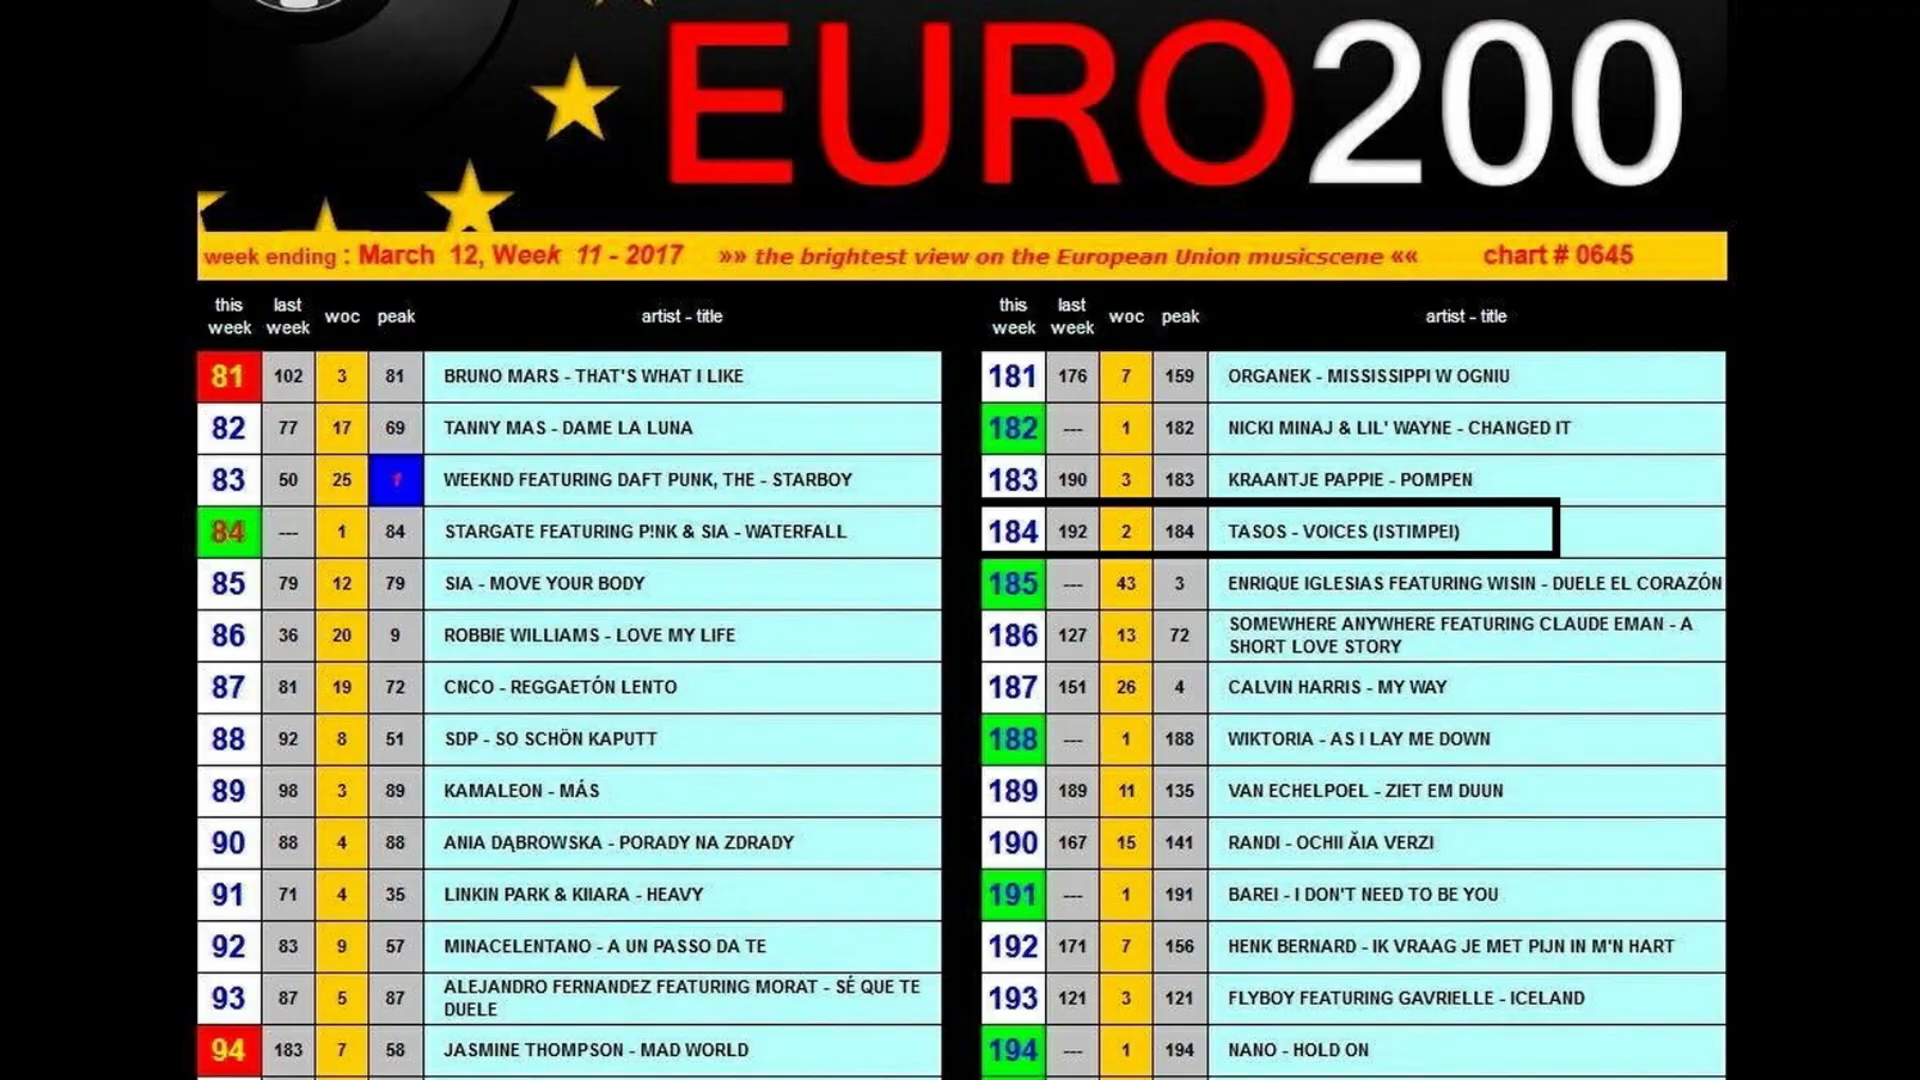 EURO200
week ending : March 12, Week 11 - 2017 »» the brightest view on the European Union musicscene «« chart # 0645
this week last week woc peak artist - title
81 102 3 81 BRUNO MARS - THAT'S WHAT I LIKE
82 77 17 69 TANNY MAS - DAME LA LUNA
83 50 25 1 WEEKND FEATURING DAFT PUNK, THE - STARBOY
84 --- 1 84 STARGATE FEATURING P!NK & SIA - WATERFALL
85 79 12 79 SIA - MOVE YOUR BODY
86 36 20 9 ROBBIE WILLIAMS - LOVE MY LIFE
87 81 19 72 CNCO - REGGAETÓN LENTO
88 92 8 51 SDP - SO SCHÖN KAPUTT
89 98 3 89 KAMALEON - MÁS
90 88 4 88 ANIA DĄBROWSKA - PORADY NA ZDRADY
91 71 4 35 LINKIN PARK & KIIARA - HEAVY
92 83 9 57 MINACELENTANO - A UN PASSO DA TE
93 87 5 87 ALEJANDRO FERNANDEZ FEATURING MORAT - SÉ QUE TE
DUELE
94 183 7 58 JASMINE THOMPSON - MAD WORLD
this week last week woc peak artist - title
181 176 7 159 ORGANEK - MISSISSIPPI W OGNIU
182 --- 1 182 NICKI MINAJ & LIL' WAYNE - CHANGED IT
183 190 3 183 KRAANTJE PAPPIE - POMPEN
184 192 2 184 TASOS - VOICES (ISTIMPEI)
185 --- 43 3 ENRIQUE IGLESIAS FEATURING WISIN - DUELE EL CORAZÓN
186 127 13 72 SOMEWHERE ANYWHERE FEATURING CLAUDE EMAN - A
SHORT LOVE STORY
187 151 26 4 CALVIN HARRIS - MY WAY
188 --- 1 188 WIKTORIA - AS I LAY ME DOWN
189 189 11 135 VAN ECHELPOEL - ZIET EM DUUN
190 167 15 141 RANDI - OCHII ĂIA VERZI
191 --- 1 191 BAREI - I DON'T NEED TO BE YOU
192 171 7 156 HENK BERNARD - IK VRAAG JE MET PIJN IN M'N HART
193 121 3 121 FLYBOY FEATURING GAVRIELLE - ICELAND
194 --- 1 194 NANO - HOLD ON